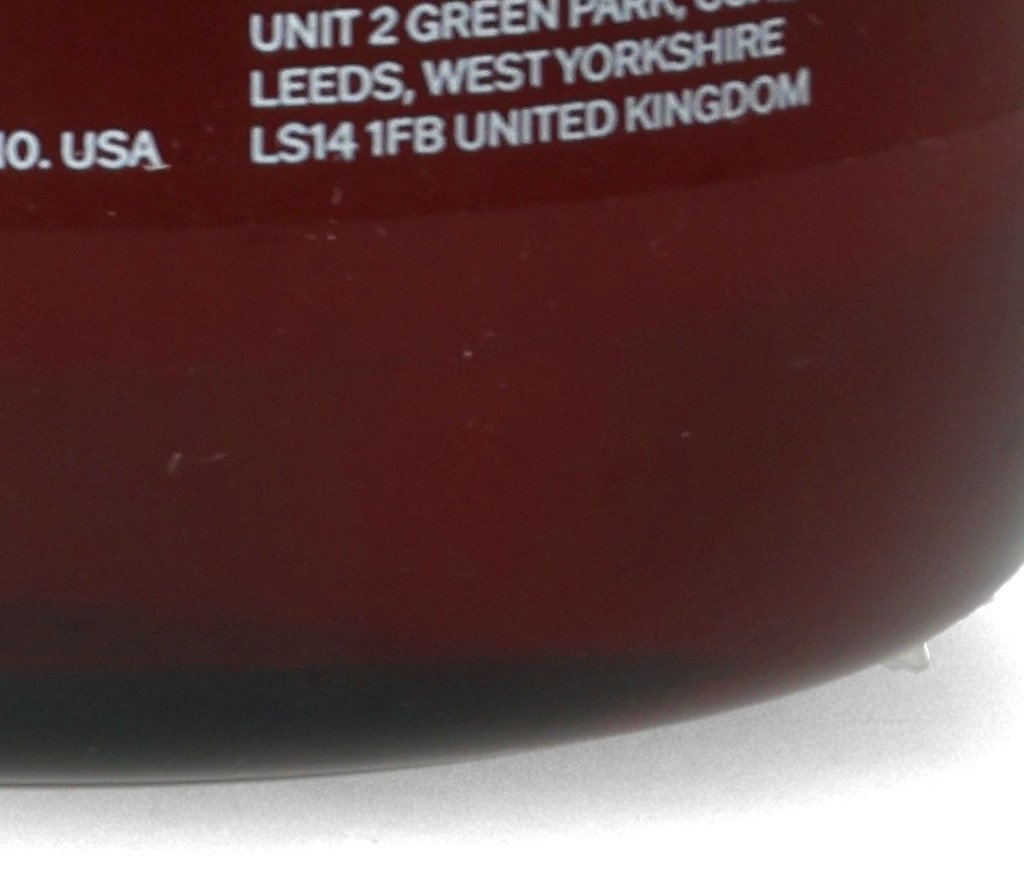 UNIT 2 GREEN PARK,
LEEDS, WEST YORKSHIRE
LS14 1FB UNITED KINGDOM
USA